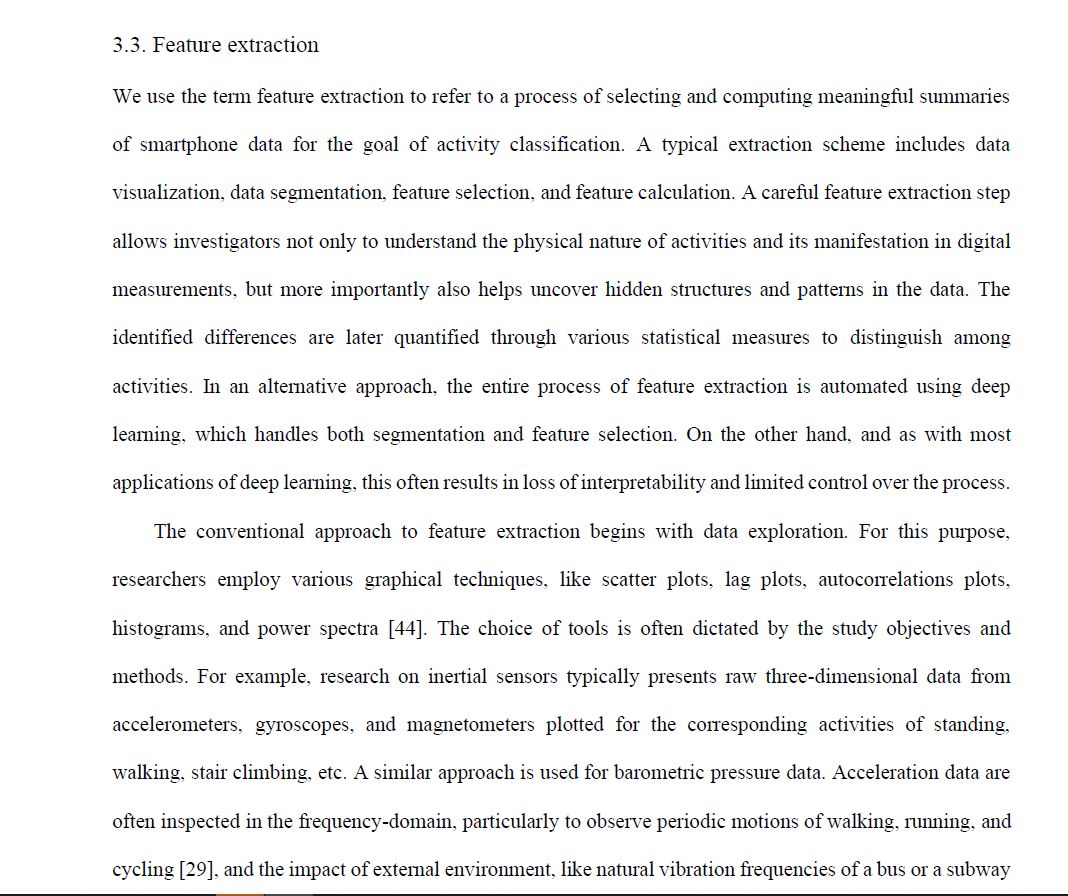 3.3. Feature extraction
We use the term feature extraction to refer to a process of selecting and computing meaningful summaries
of smartphone data for the goal of activity classification. A typical extraction scheme includes data
visualization, data segmentation, feature selection, and feature calculation. A careful feature extraction step
allows investigators not only to understand the physical nature of activities and its manifestation in digital
measurements, but more importantly also helps uncover hidden structures and patterns in the data. The
identified differences are later quantified through various statistical measures to distinguish among
activities. In an alternative approach, the entire process of feature extraction is automated using deep
learning, which handles both segmentation and feature selection. On the other hand, and as with most
applications of deep learning, this often results in loss of interpretability and limited control over the process.
The conventional approach to feature extraction begins with data exploration. For this purpose,
researchers employ various graphical techniques, like scatter plots, lag plots, autocorrelations plots,
histograms, and power spectra [44]. The choice of tools is often dictated by the study objectives and
methods. For example, research on inertial sensors typically presents raw three-dimensional data from
accelerometers, gyroscopes, and magnetometers plotted for the corresponding activities of standing,
walking, stair climbing, etc. A similar approach is used for barometric pressure data. Acceleration data are
often inspected in the frequency-domain, particularly to observe periodic motions of walking, running, and
cycling [29], and the impact of external environment, like natural vibration frequencies of a bus or a subway